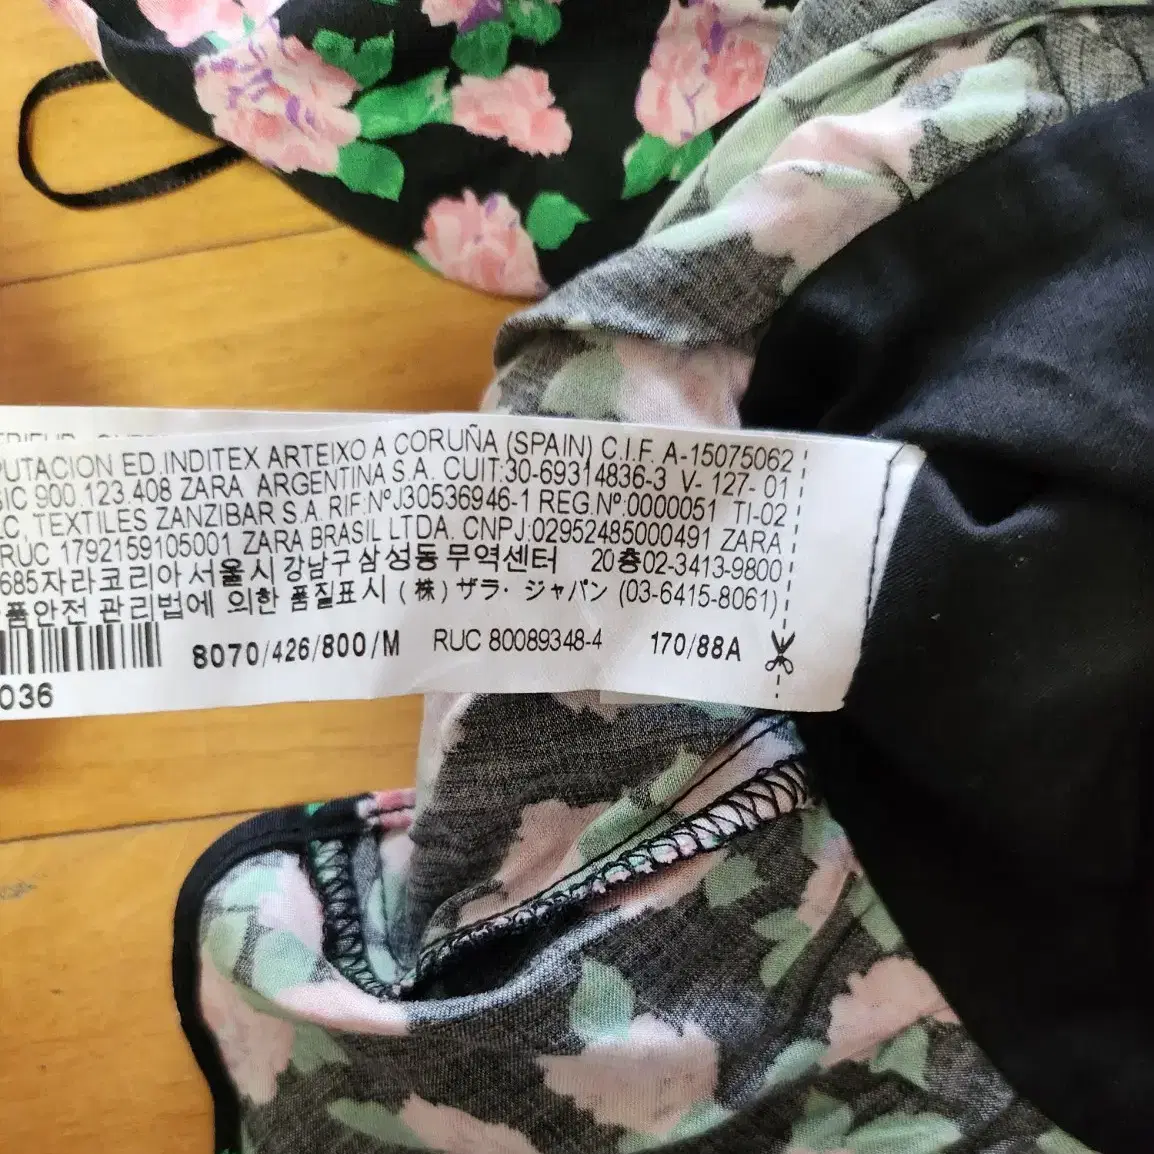 PUTACION ED.INDITEX ARTEIXO A CORUÑA (SPAIN) C.I.F. A-15075062
SIC 900.123.408 ZARA ARGENTINA S.A. CUIT:30-69314836-3 V- 127- 01
LC, TEXTILES ZANZIBAR S.A. RIF:Nº J30536946-1 REG.Nº:0000051 TI-02
RUC 1792159105001 ZARA BRASIL LTDA. CNPJ:02952485000491 ZARA
685자라코리아 서울시 강남구 삼성동 무역센터 20층02-3413-9800
품안전 관리법에 의한 품질표시 (株) ザラ・ジャパン (03-6415-8061)
8070/426/800/M RUC 80089348-4 170/88A
036